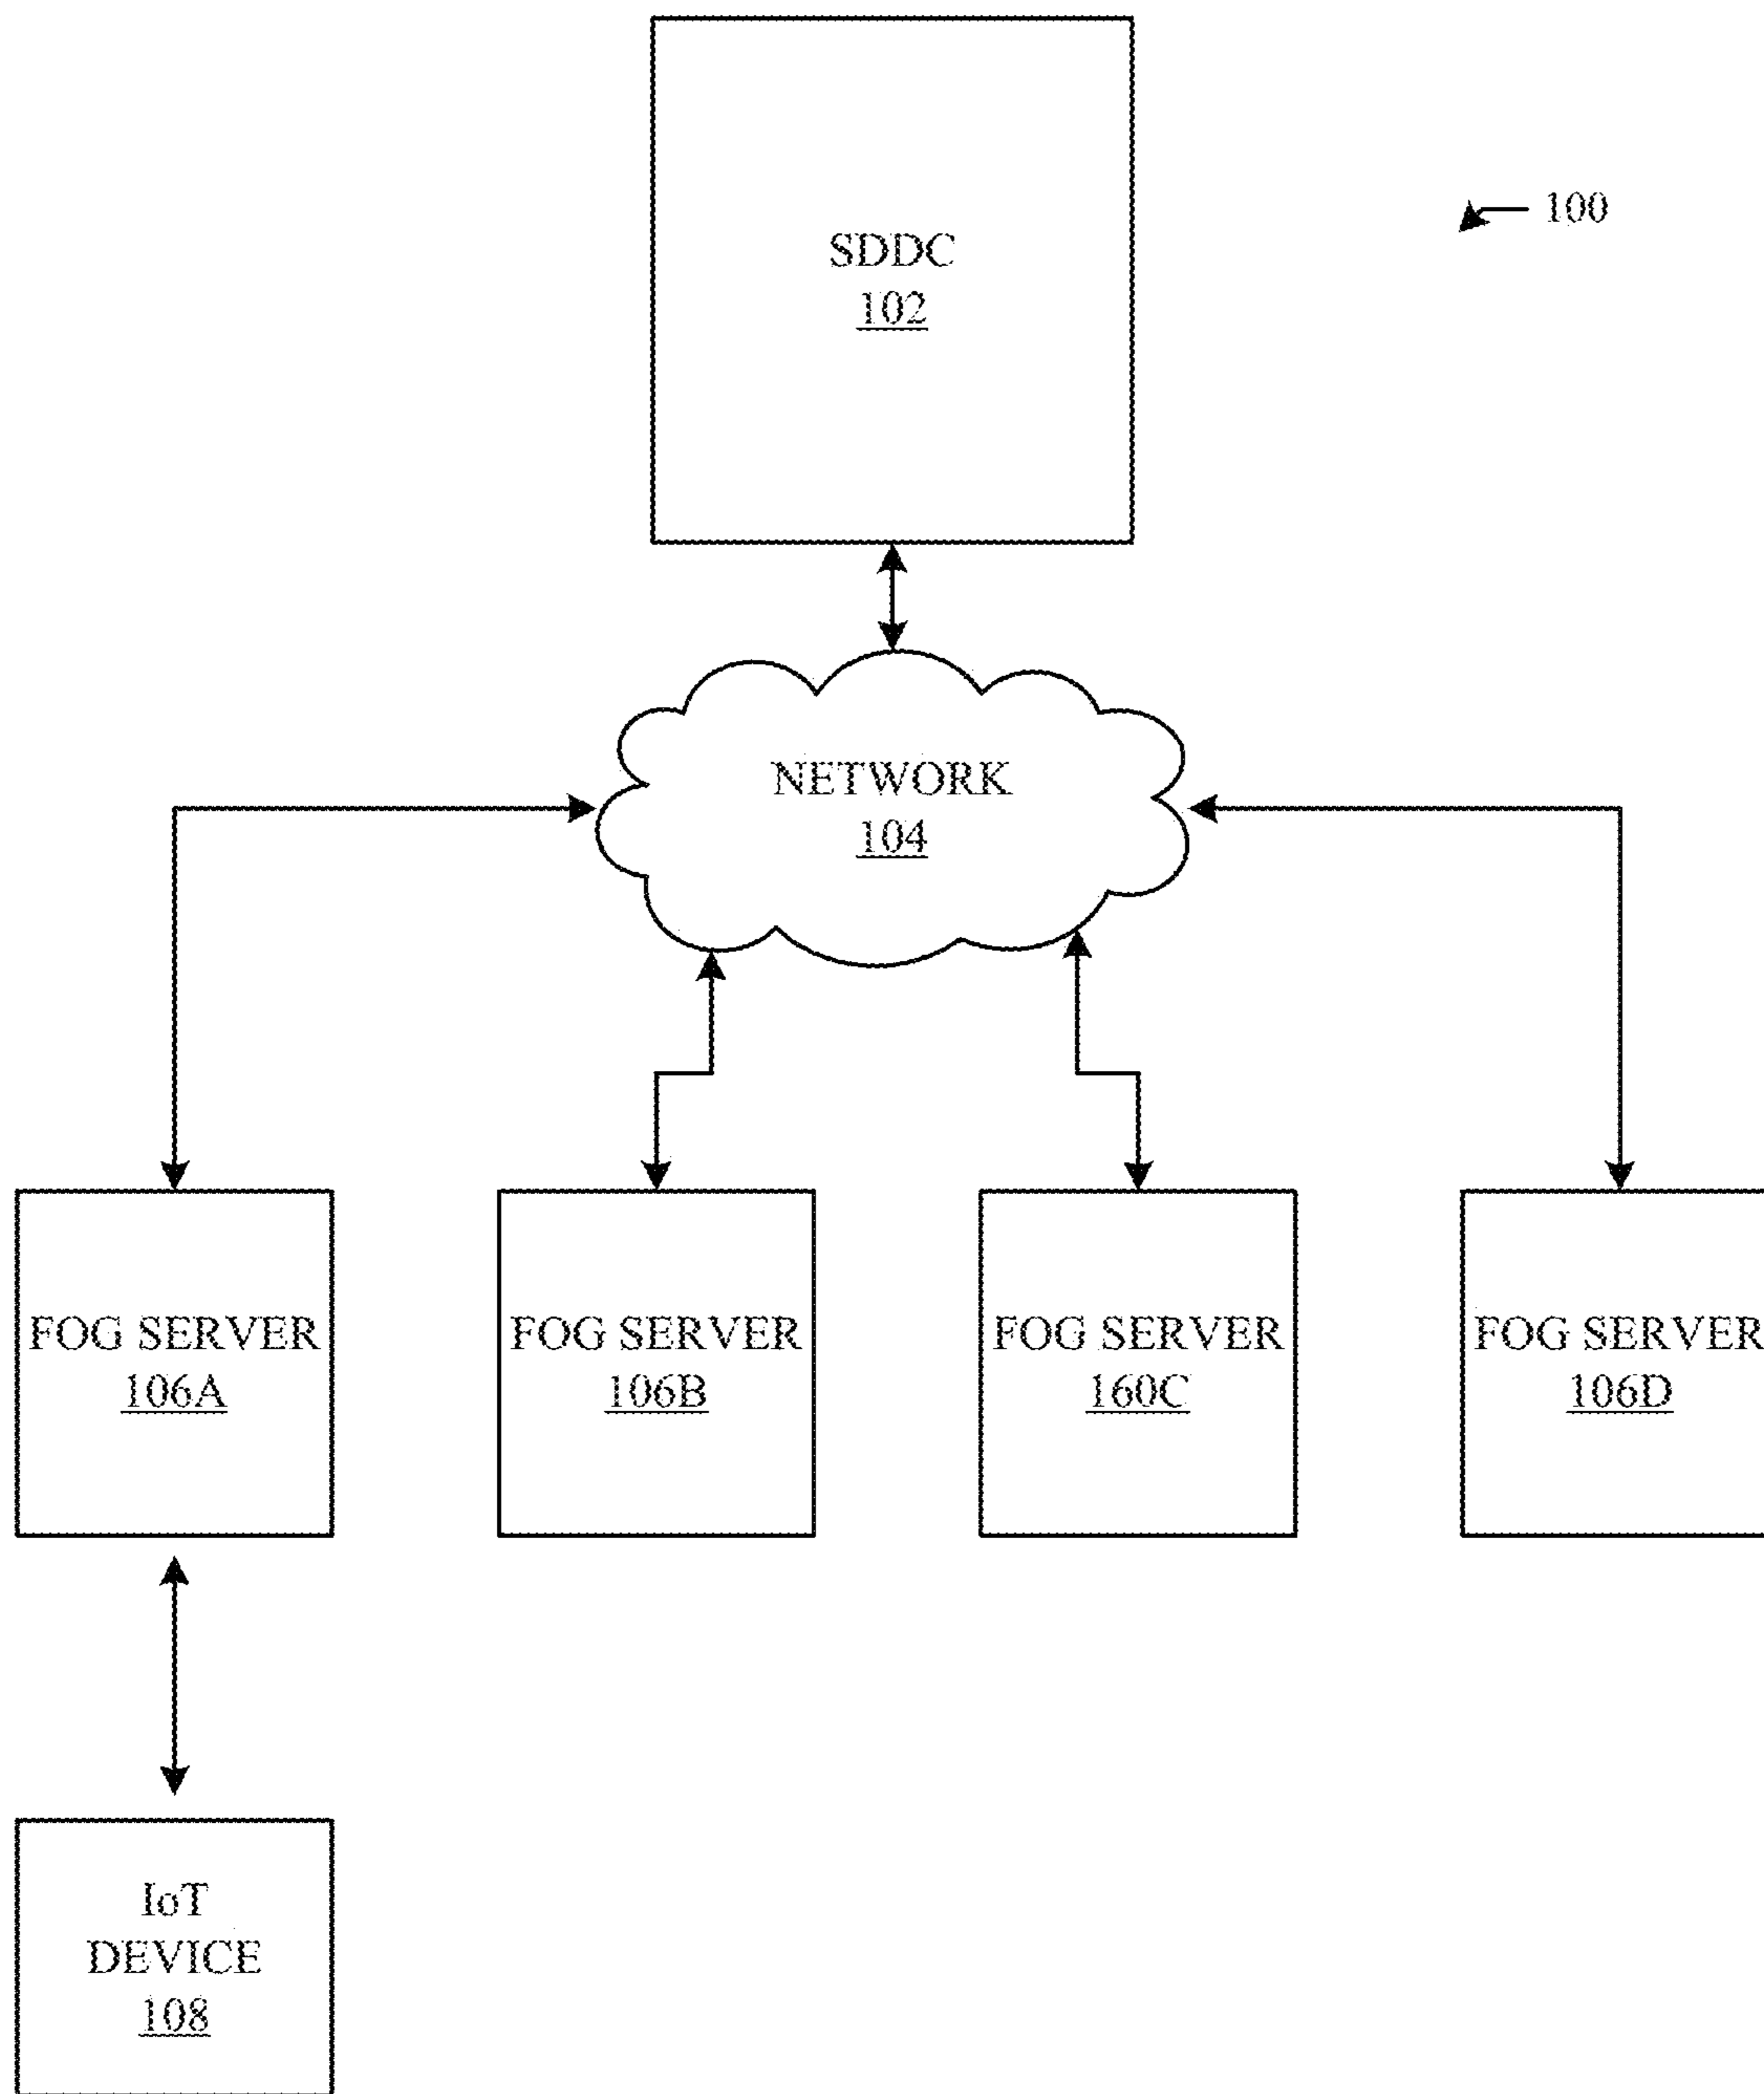 SDDC
102
100
NETWORK
104
FOG SERVER
106A
FOG SERVER
106B
FOG SERVER
160C
FOG SERVER
106D
IoT
DEVICE
108